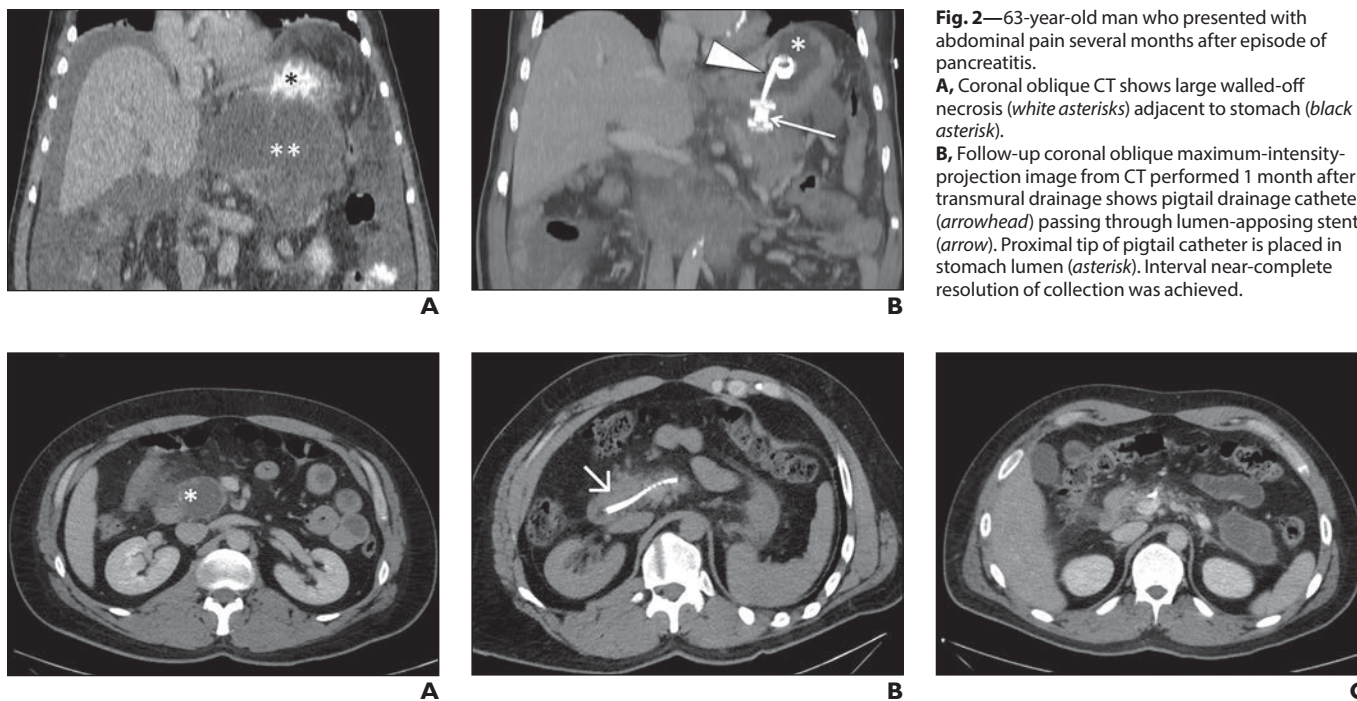 Fig. 2—63-year-old man who presented with
abdominal pain several months after episode of
pancreatitis.
A, Coronal oblique CT shows large walled-off
necrosis (white asterisks) adjacent to stomach (black
asterisk).
B, Follow-up coronal oblique maximum-intensity-
projection image from CT performed 1 month after
transmural drainage shows pigtail drainage cathete
(arrowhead) passing through lumen-apposing stent
(arrow). Proximal tip of pigtail catheter is placed in
stomach lumen (asterisk). Interval near-complete
resolution of collection was achieved.
A
B
A
B
C